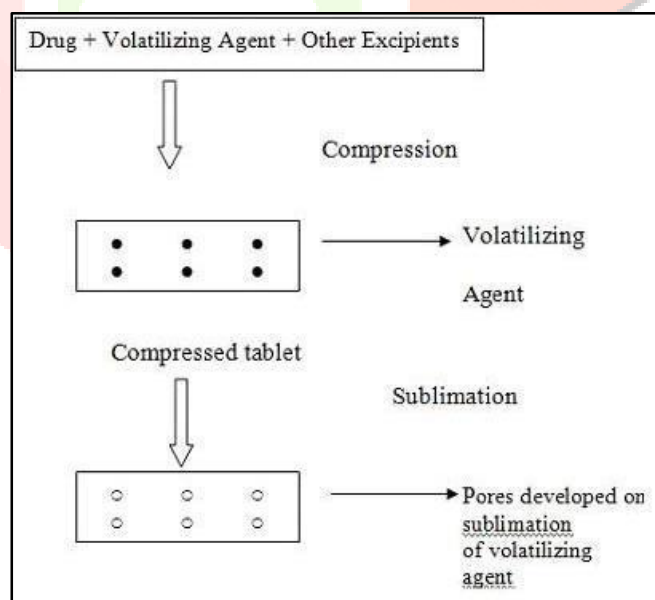 Drug + Volatilizing Agent + Other Excipients
Compression
Volatilizing
Agent
Compressed tablet
Sublimation
Pores developed on
sublimation
of volatilizing
agent